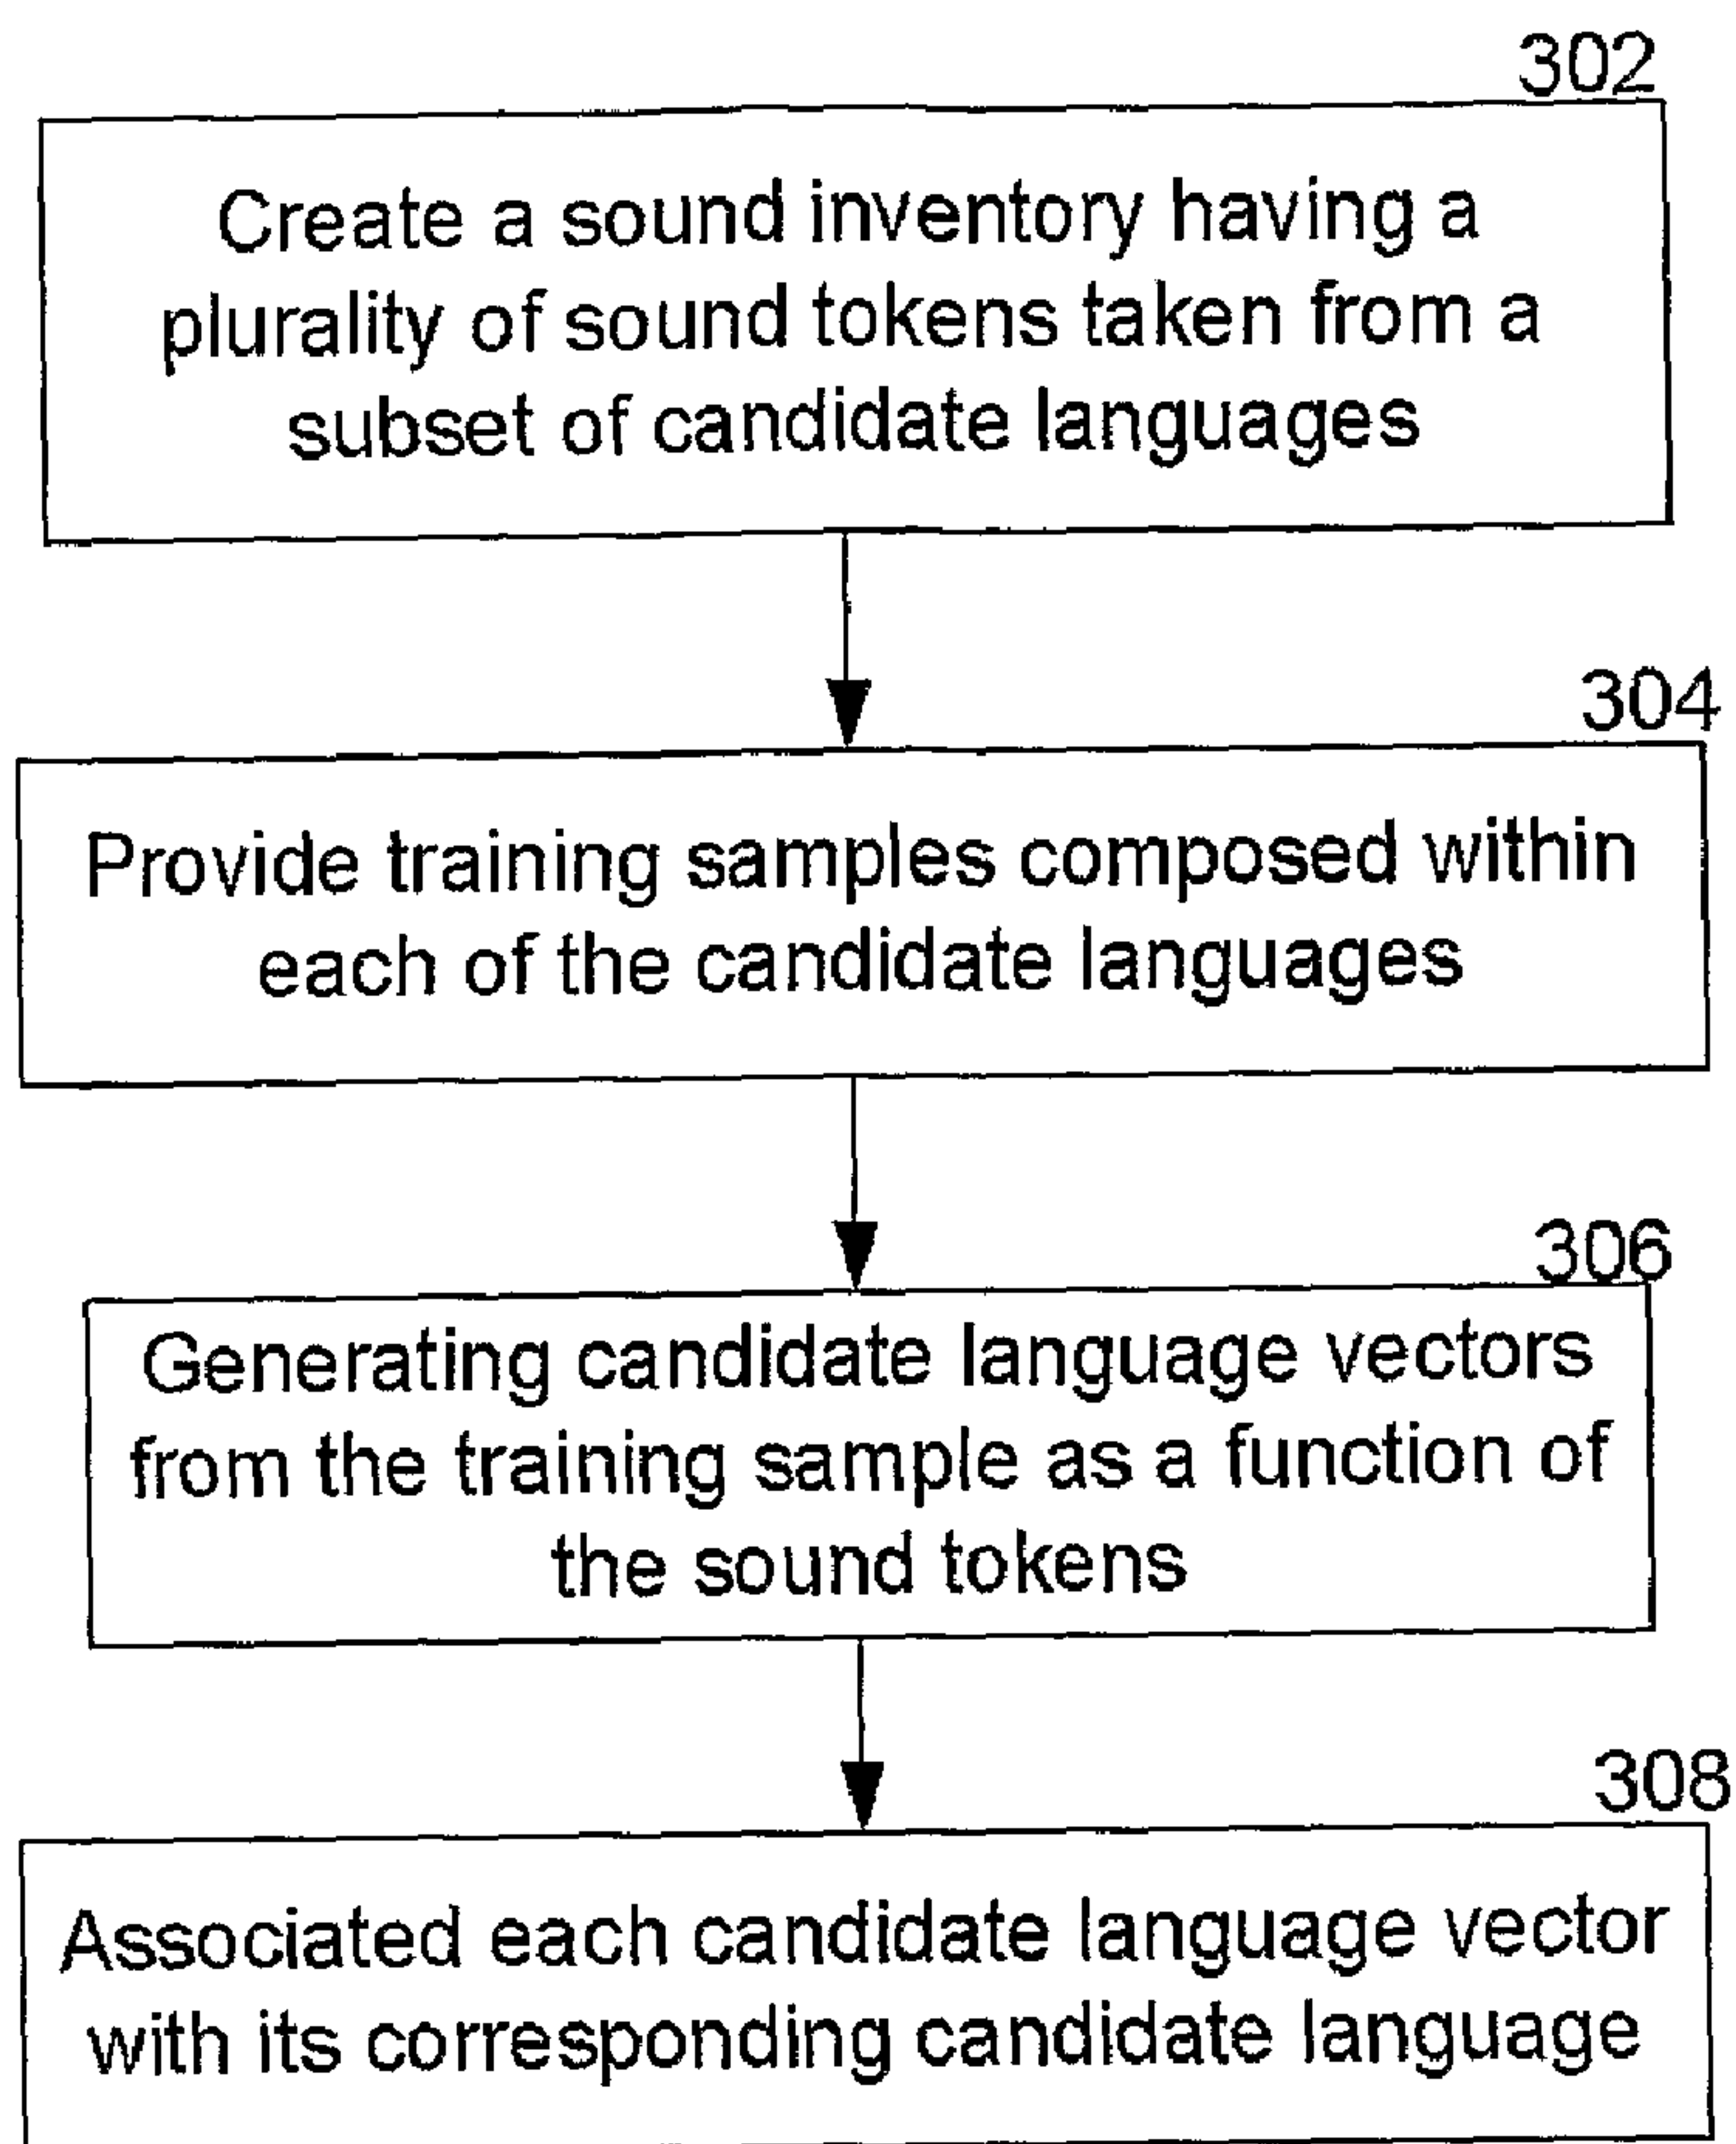 302
Create a sound inventory having a
plurality of sound tokens taken from a
subset of candidate languages
304
Provide training samples composed within
each of the candidate languages
306
Generating candidate language vectors
from the training sample as a function of
the sound tokens
308
Associated each candidate language vector
with its corresponding candidate language